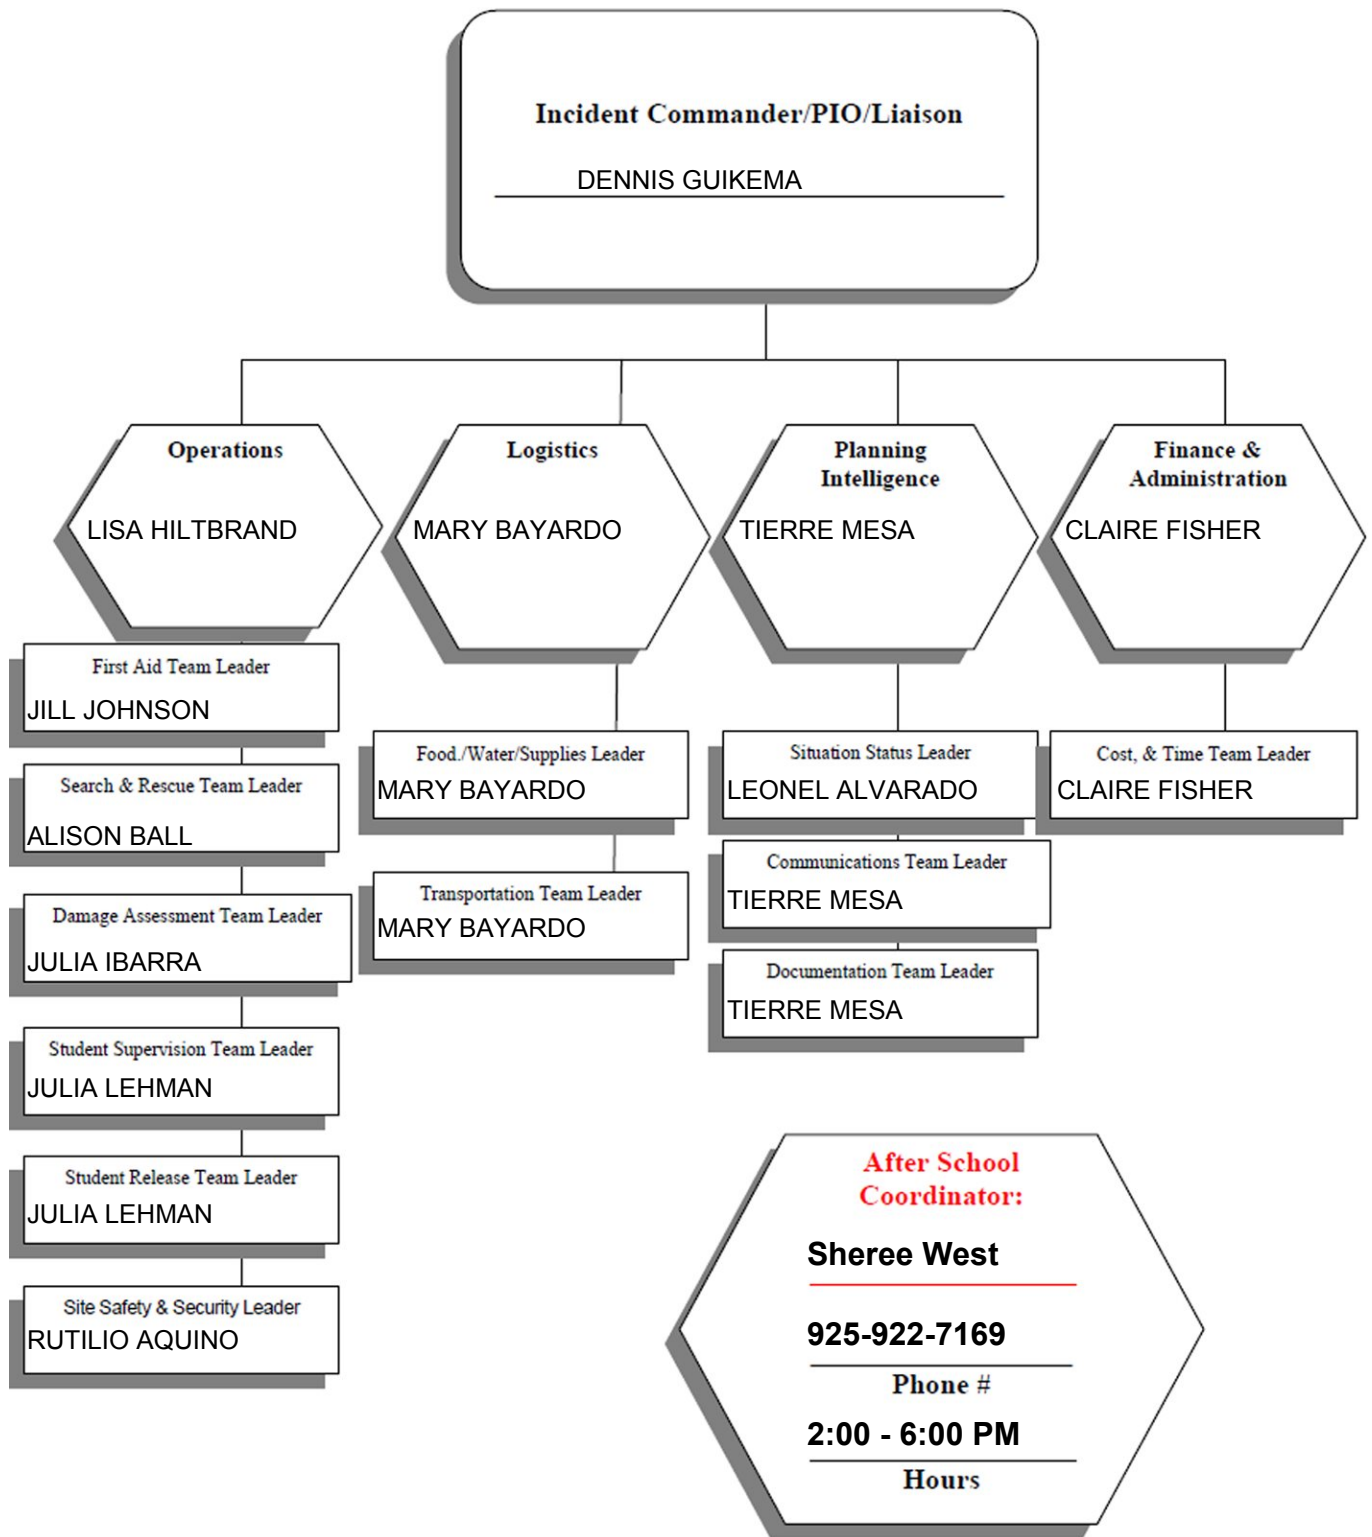 Incident Commander/PIO/Liaison
DENNIS GUIKEMA
Operations
LISA HILTBRAND
Logistics
MARY BAYARDO
Planning
Intelligence
TIERRE MESA
Finance &
Administration
CLAIRE FISHER
First Aid Team Leader
JILL JOHNSON
Search & Rescue Team Leader
ALISON BALL
Damage Assessment Team Leader
JULIA IBARRA
Student Supervision Team Leader
JULIA LEHMAN
Student Release Team Leader
JULIA LEHMAN
Site Safety & Security Leader
RUTILIO AQUINO
Food./Water/Supplies Leader
MARY BAYARDO
Transportation Team Leader
MARY BAYARDO
Situation Status Leader
LEONEL ALVARADO
Communications Team Leader
TIERRE MESA
Documentation Team Leader
TIERRE MESA
Cost, & Time Team Leader
CLAIRE FISHER
After School
Coordinator:
Sheree West
925-922-7169
Phone #
2:00 - 6:00 PM
Hours